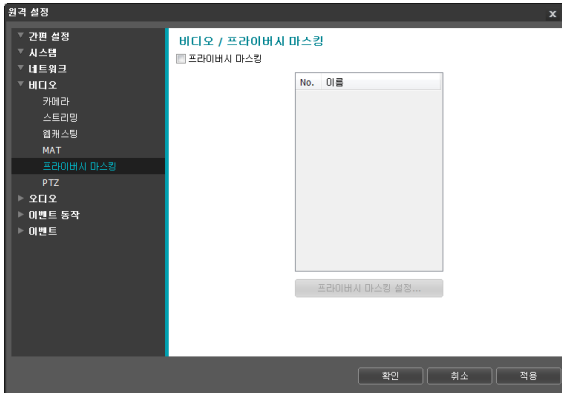 원격 설정
x
간편 설정
시스템
네트워크
비디오
카메라
스트리밍
웹캐스팅
MAT
프라이버시 마스킹
PTZ
오디오
이벤트 동작
이벤트
비디오 / 프라이버시 마스킹
프라이버시 마스킹
No. 이름
프라이버시 마스킹 설정...
확인 취소 적용